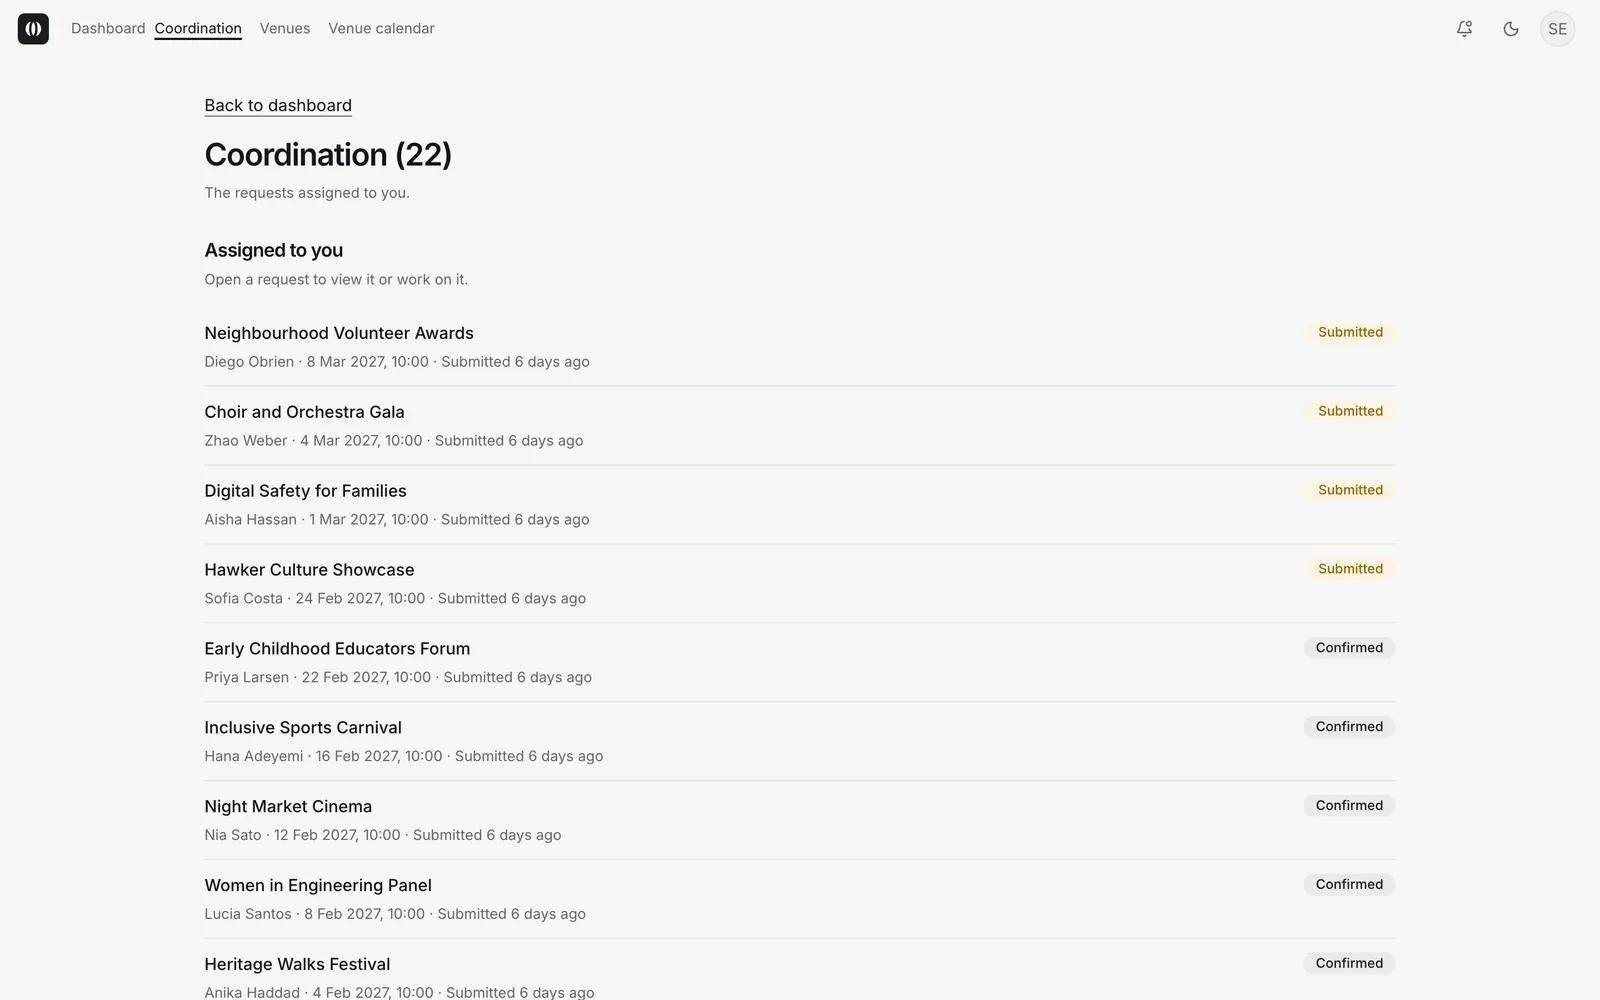 Dashboard Coordination Venues Venue calendar SE
Back to dashboard
Coordination (22)
The requests assigned to you.
Assigned to you
Open a request to view it or work on it.
Neighbourhood Volunteer Awards Submitted
Diego Obrien · 8 Mar 2027, 10:00 · Submitted 6 days ago
Choir and Orchestra Gala Submitted
Zhao Weber · 4 Mar 2027, 10:00 · Submitted 6 days ago
Digital Safety for Families Submitted
Aisha Hassan · 1 Mar 2027, 10:00 · Submitted 6 days ago
Hawker Culture Showcase Submitted
Sofia Costa · 24 Feb 2027, 10:00 · Submitted 6 days ago
Early Childhood Educators Forum Confirmed
Priya Larsen · 22 Feb 2027, 10:00 · Submitted 6 days ago
Inclusive Sports Carnival Confirmed
Hana Adeyemi · 16 Feb 2027, 10:00 · Submitted 6 days ago
Night Market Cinema Confirmed
Nia Sato · 12 Feb 2027, 10:00 · Submitted 6 days ago
Women in Engineering Panel Confirmed
Lucia Santos · 8 Feb 2027, 10:00 · Submitted 6 days ago
Heritage Walks Festival Confirmed
Anika Haddad · 4 Feb 2027, 10:00 · Submitted 6 days ago